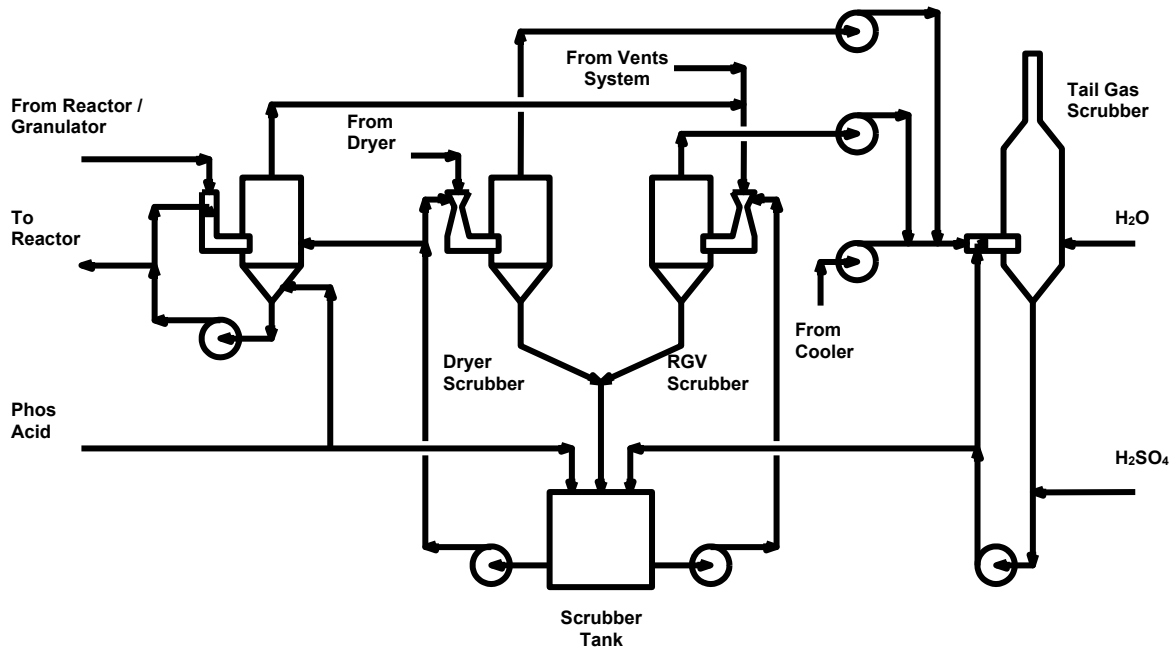 From Vents
System
Tail Gas
Scrubber
From Reactor /
Granulator
From
Dryer
To
Reactor
H₂O
From
Cooler
Dryer
Scrubber
RGV
Scrubber
Phos
Acid
H₂SO₄
Scrubber
Tank